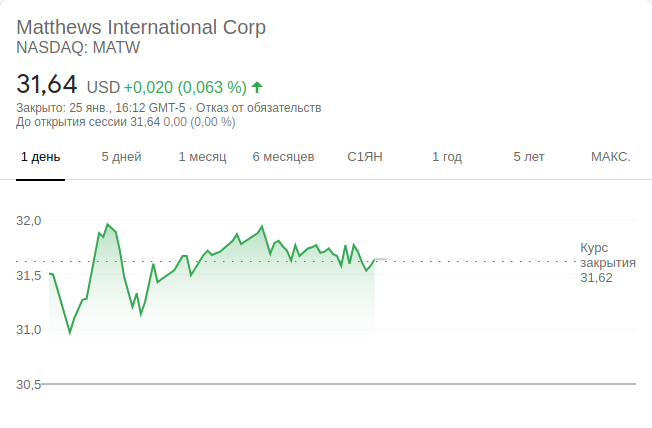 Matthews International Corp
NASDAQ: MATW
31,64 USD +0,020 (0,063 %)
Закрыто: 25 янв., 16:12 GMT-5 · Отказ от обязательств
До открытия сессии 31,64 0,00 (0,00 %)
1 день 5 дней 1 месяц 6 месяцев С1ЯН 1 год 5 лет МАКС.
32,0
31,5
31,0
30,5
Курс
закрытия
31,62